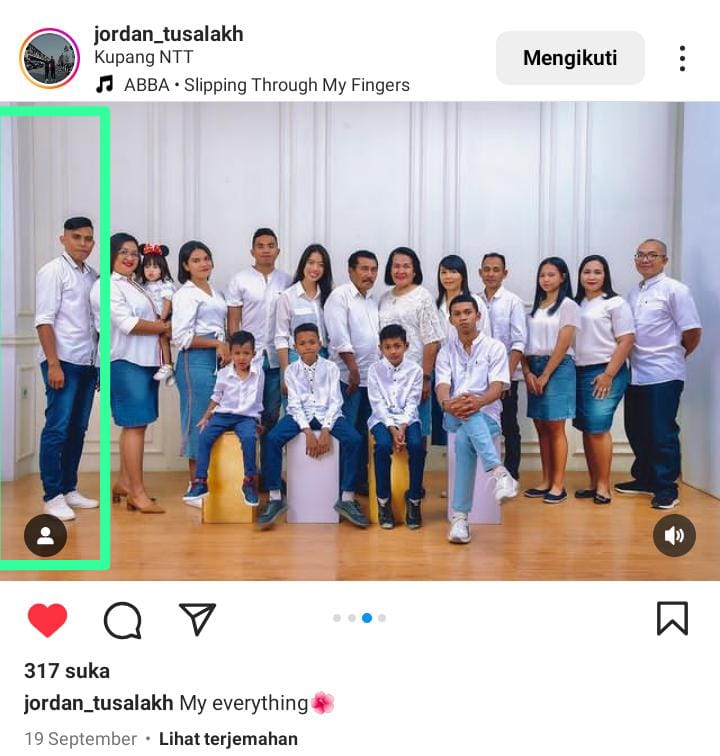 jordan_tusalakh
Kupang NTT
ABBA • Slipping Through My Fingers
Mengikuti
317 suka
jordan_tusalakh My everything🌺
19 September • Lihat terjemahan